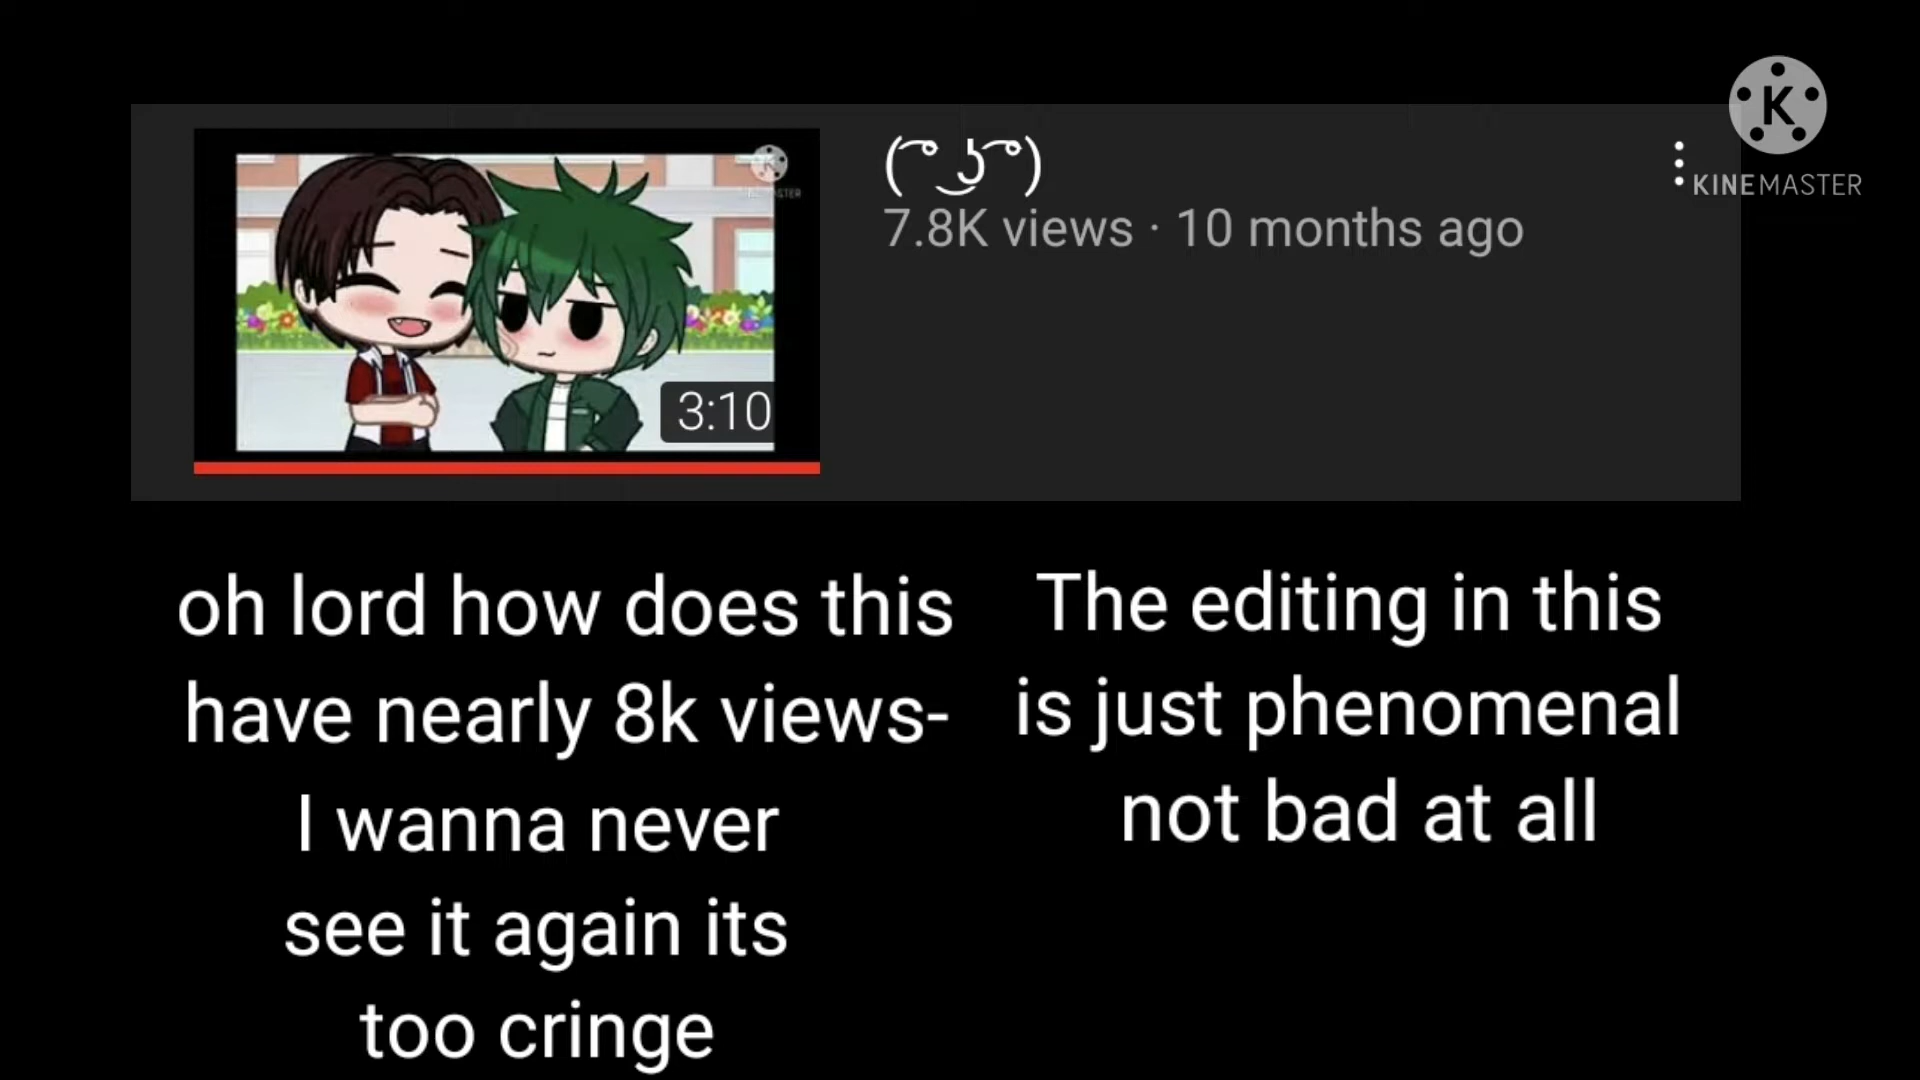 ( ͡° ͜ʖ ͡°)
7.8K views · 10 months ago
3:10
KINEMASTER
oh lord how does this
have nearly 8k views-
I wanna never
see it again its
too cringe
The editing in this
is just phenomenal
not bad at all